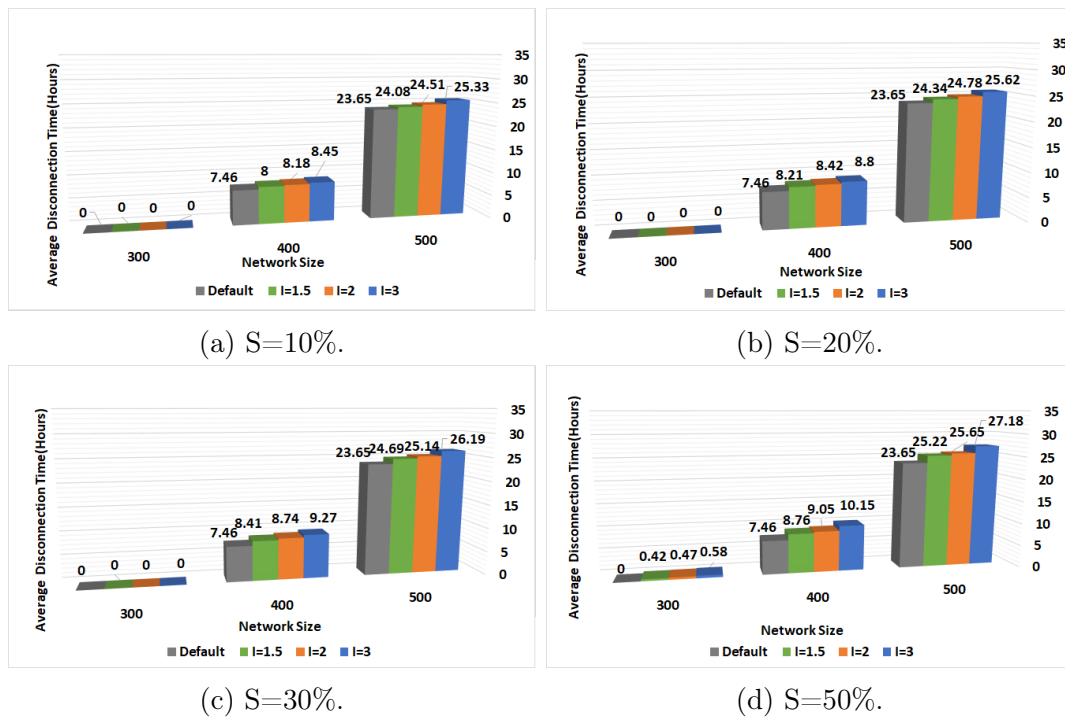 Average Disconnection Time(Hours)
35
30
25
20
15
10
5
0
0 0 0 0
7.46 8 8.18 8.45
23.65 24.08 24.51 25.33
300 400 500
Network Size
Default I=1.5 I=2 I=3
(a) S=10%.
Average Disconnection Time(Hours)
35
30
25
20
15
10
5
0
0 0 0 0
7.46 8.21 8.42 8.8
23.65 24.34 24.78 25.62
300 400 500
Network Size
Default I=1.5 I=2 I=3
(b) S=20%.
Average Disconnection Time(Hours)
35
30
25
20
15
10
5
0
0 0 0 0
7.46 8.41 8.74 9.27
23.65 24.69 25.14 26.19
300 400 500
Network Size
Default I=1.5 I=2 I=3
(c) S=30%.
Average Disconnection Time(Hours)
35
30
25
20
15
10
5
0
0 0.42 0.47 0.58
7.46 8.76 9.05 10.15
23.65 25.22 25.65 27.18
300 400 500
Network Size
Default I=1.5 I=2 I=3
(d) S=50%.